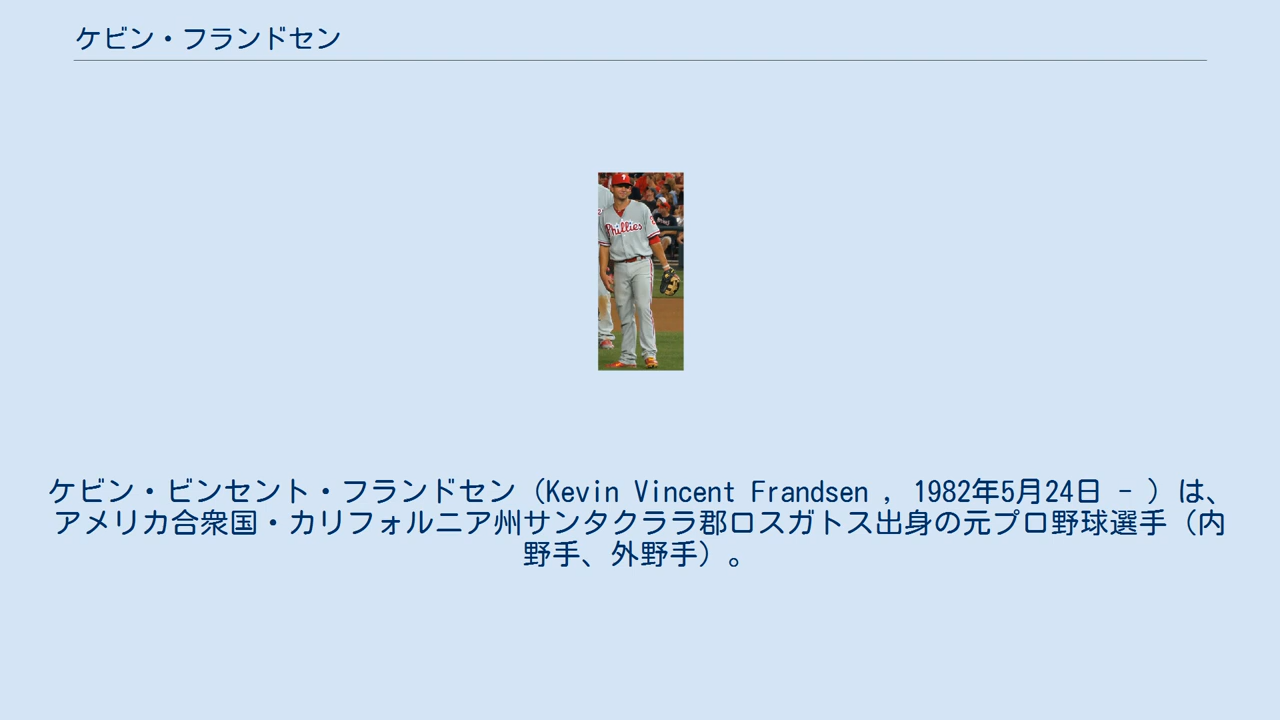 ケビン・フランドセン
Phillies
ケビン・ビンセント・フランドセン（Kevin Vincent Frandsen , 1982年5月24日 - ）は、
アメリカ合衆国・カリフォルニア州サンタクララ郡ロスガトス出身の元プロ野球選手（内
野手、外野手）。